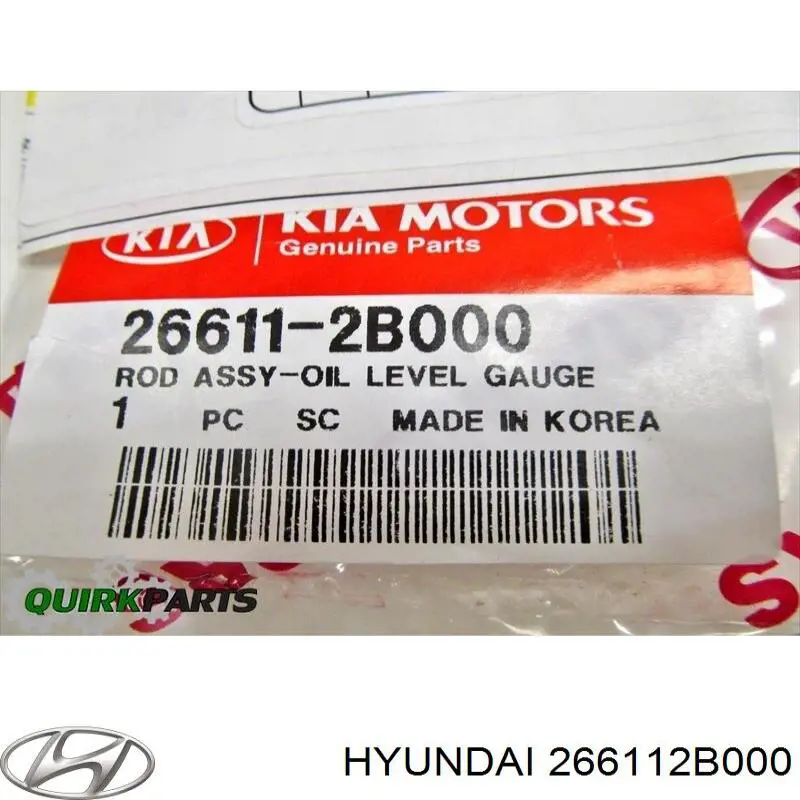 KIA
KIA MOTORS
Genuine Parts
26611-2B000
ROD ASSY-OIL LEVEL GAUGE
1 PC SC MADE IN KOREA
QUIRKPARTS
HYUNDAI 266112B000